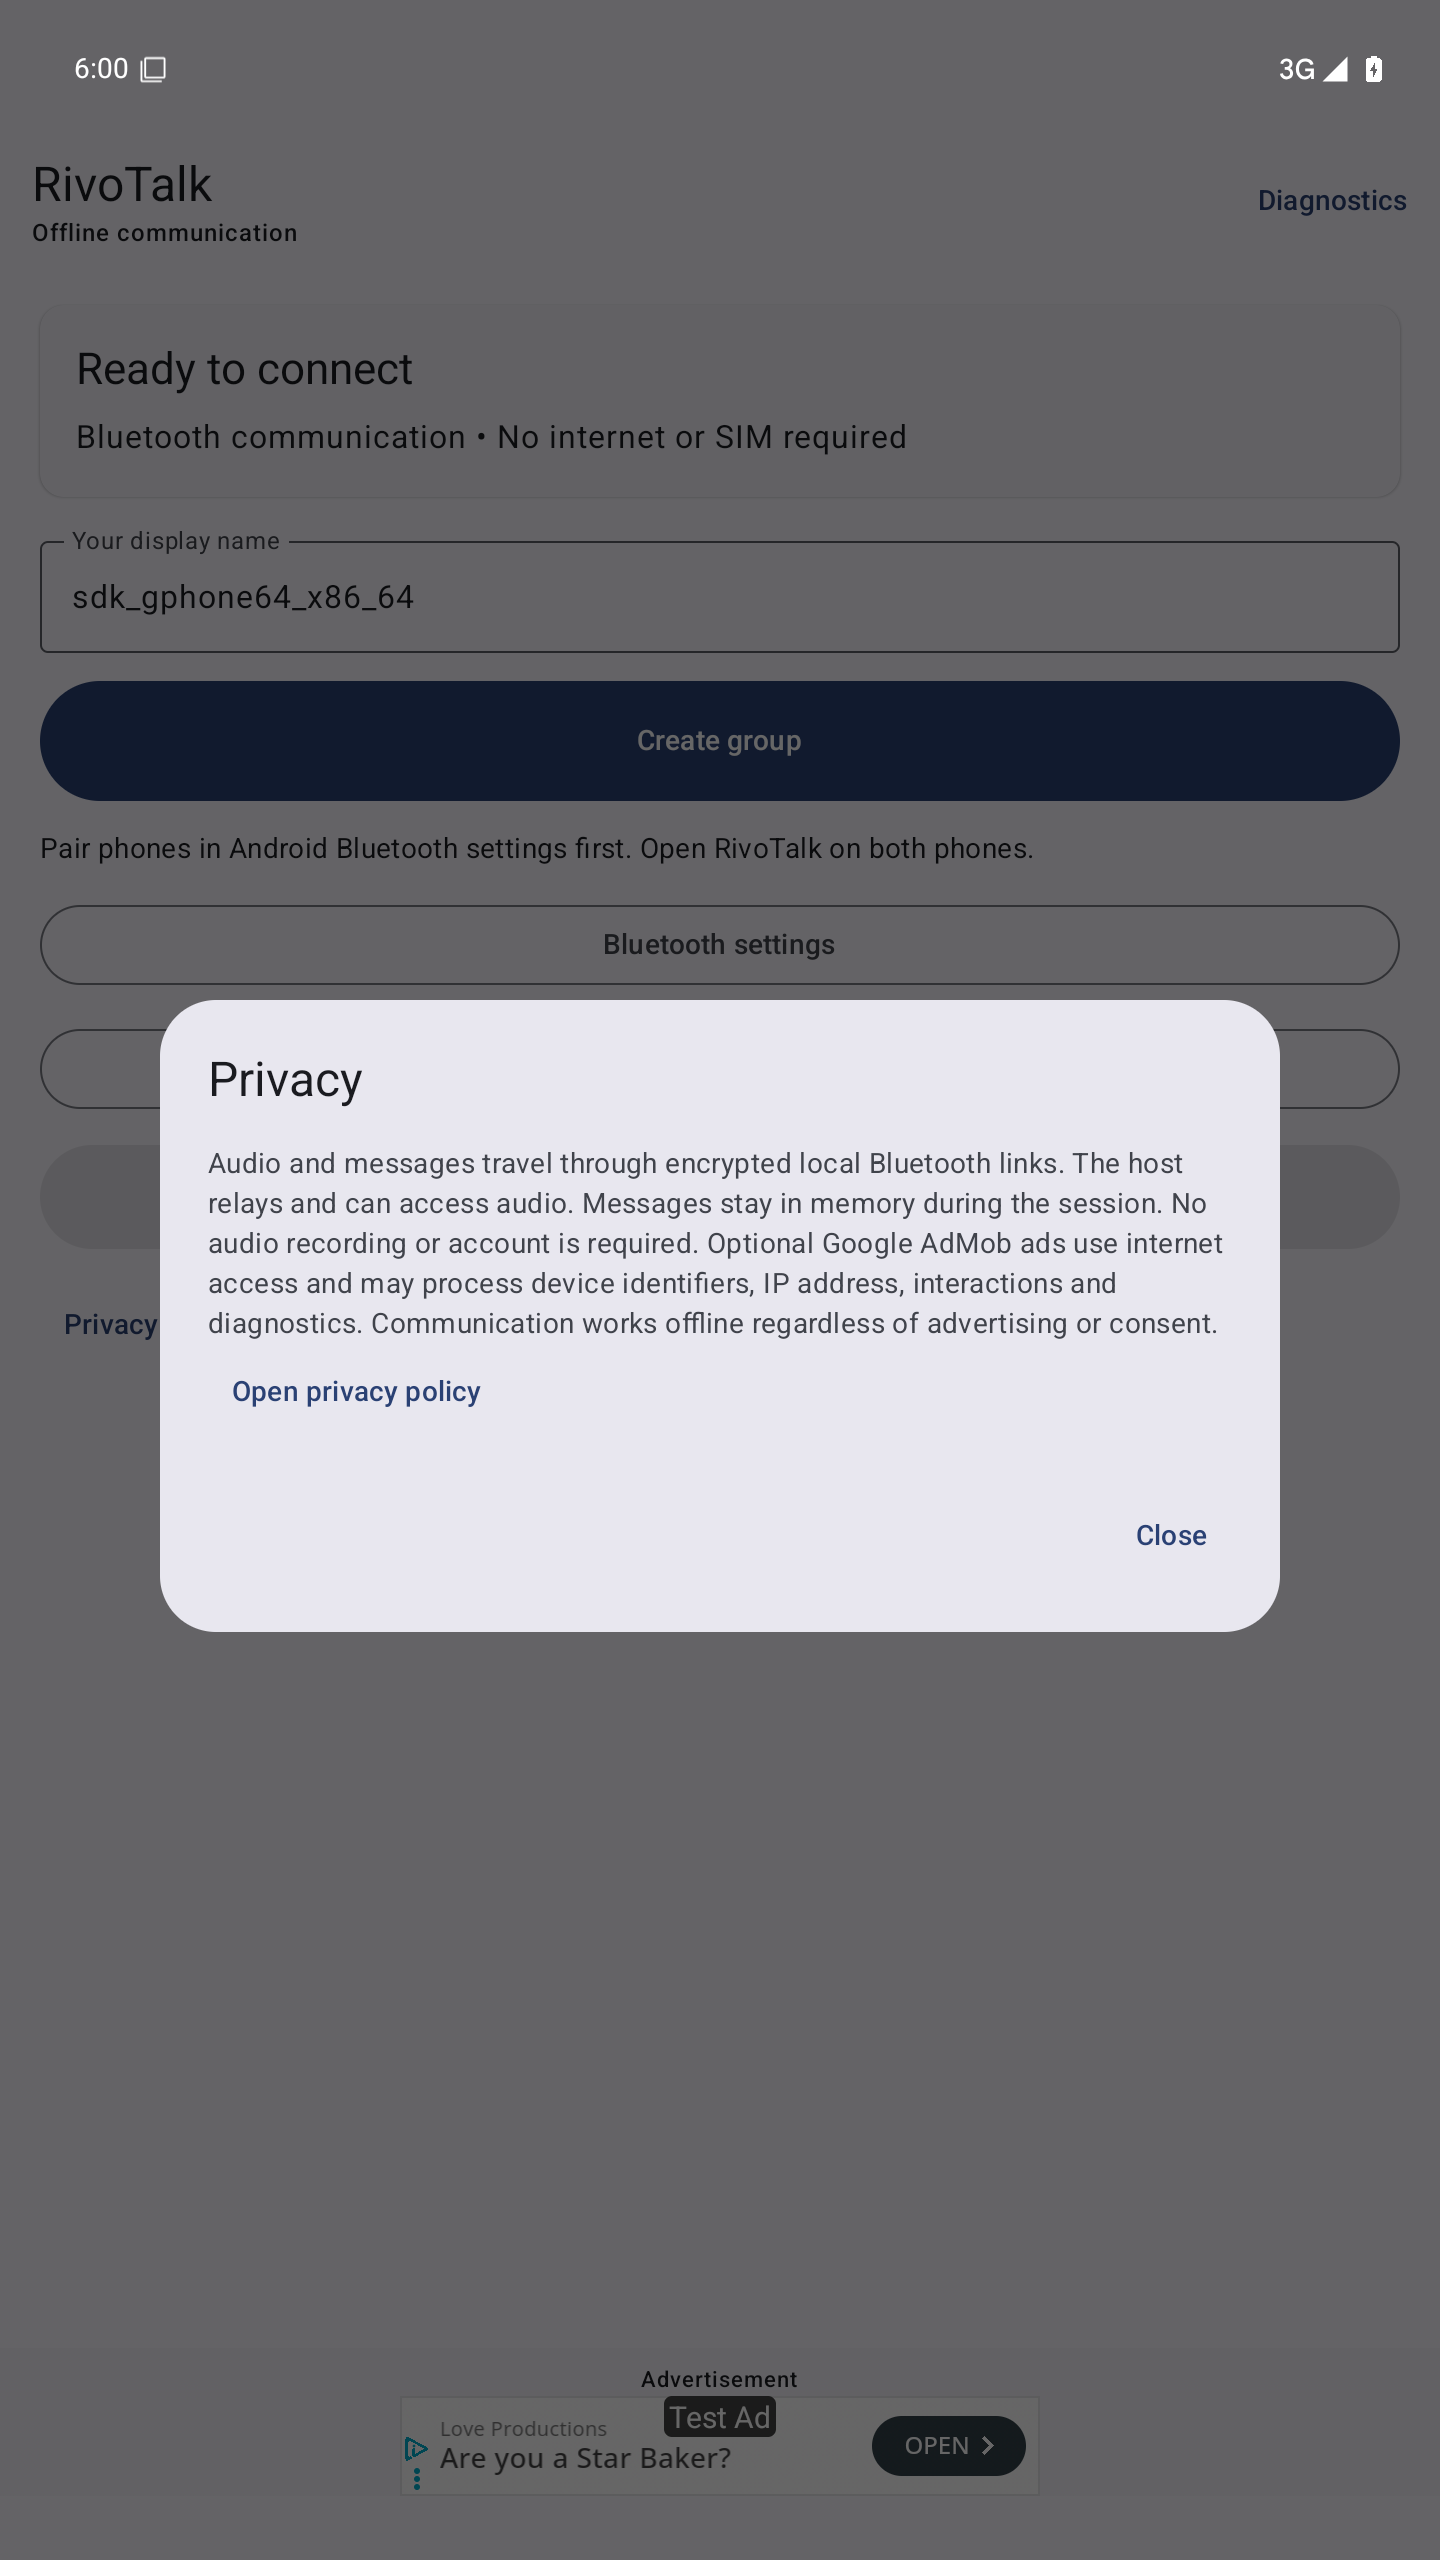 6:00
3G
RivoTalk
Offline communication
Diagnostics
Ready to connect
Bluetooth communication • No internet or SIM required
Your display name
sdk_gphone64_x86_64
Create group
Pair phones in Android Bluetooth settings first. Open RivoTalk on both phones.
Bluetooth settings
Privacy
Audio and messages travel through encrypted local Bluetooth links. The host
relays and can access audio. Messages stay in memory during the session. No
audio recording or account is required. Optional Google AdMob ads use internet
access and may process device identifiers, IP address, interactions and
diagnostics. Communication works offline regardless of advertising or consent.
Privacy
Open privacy policy
Close
Advertisement
Test Ad
Love Productions
Are you a Star Baker?
OPEN